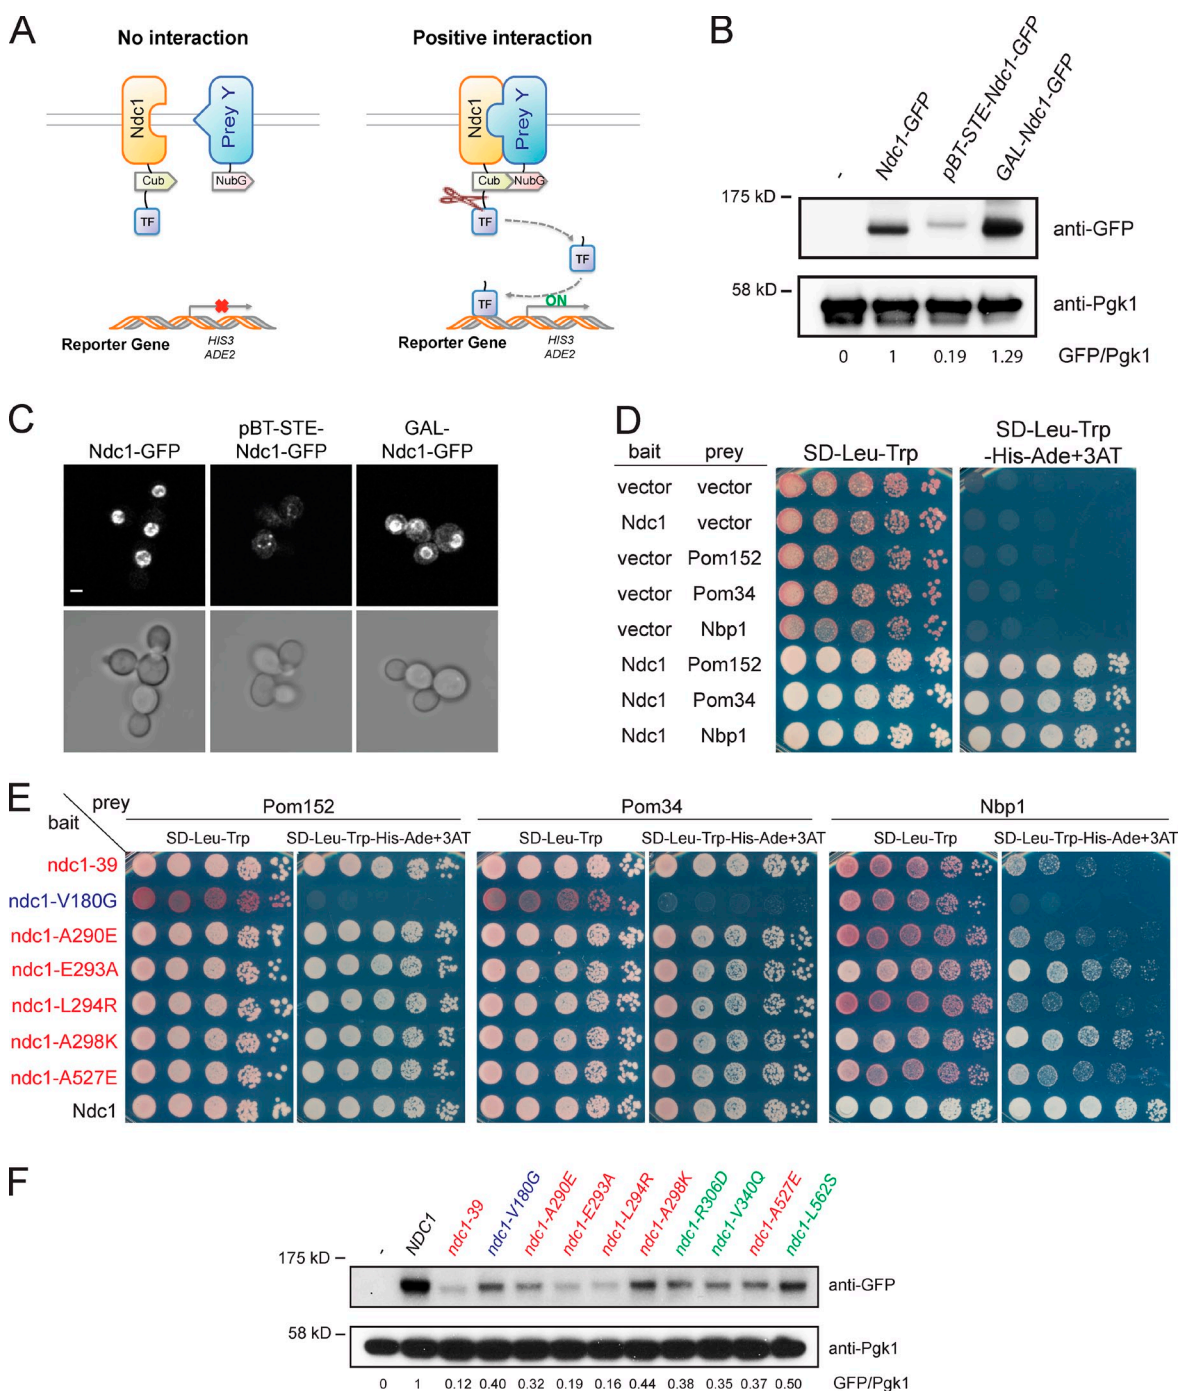 A
No interaction
Positive interaction
Ndc1
Prey Y
Cub
NubG
TF
Reporter Gene
HIS3
ADE2
Ndc1
Prey Y
Cub
NubG
TF
TF
TF
ON
Reporter Gene
HIS3
ADE2
B
-
Ndc1-GFP
pBT-STE-Ndc1-GFP
GAL-Ndc1-GFP
175 kD
anti-GFP
58 kD
anti-Pgk1
0 1 0.19 1.29 GFP/Pgk1
C
Ndc1-GFP
pBT-STE-
Ndc1-GFP
GAL-
Ndc1-GFP
D
bait prey
SD-Leu-Trp
SD-Leu-Trp
-His-Ade+3AT
vector vector
Ndc1 vector
vector Pom152
vector Pom34
vector Nbp1
Ndc1 Pom152
Ndc1 Pom34
Ndc1 Nbp1
E
prey
bait
Pom152 Pom34 Nbp1
SD-Leu-Trp SD-Leu-Trp-His-Ade+3AT SD-Leu-Trp SD-Leu-Trp-His-Ade+3AT SD-Leu-Trp SD-Leu-Trp-His-Ade+3AT
ndc1-39
ndc1-V180G
ndc1-A290E
ndc1-E293A
ndc1-L294R
ndc1-A298K
ndc1-A527E
Ndc1
F
-
NDC1
ndc1-39
ndc1-V180G
ndc1-A290E
ndc1-E293A
ndc1-L294R
ndc1-A298K
ndc1-R306D
ndc1-V340Q
ndc1-A527E
ndc1-L562S
175 kD
anti-GFP
58 kD
anti-Pgk1
0 1 0.12 0.40 0.32 0.19 0.16 0.44 0.38 0.35 0.37 0.50 GFP/Pgk1